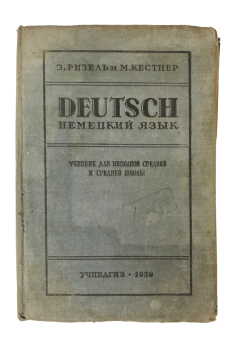 Э. РИЗЕЛЬ и М. КЕСТНЕР
DEUTSCH
НЕМЕЦКИЙ ЯЗЫК
УЧЕБНИК ДЛЯ НЕПОЛНОЙ СРЕДНЕЙ
И СРЕДНЕЙ ШКОЛЫ
УЧПЕДГИЗ • 1939